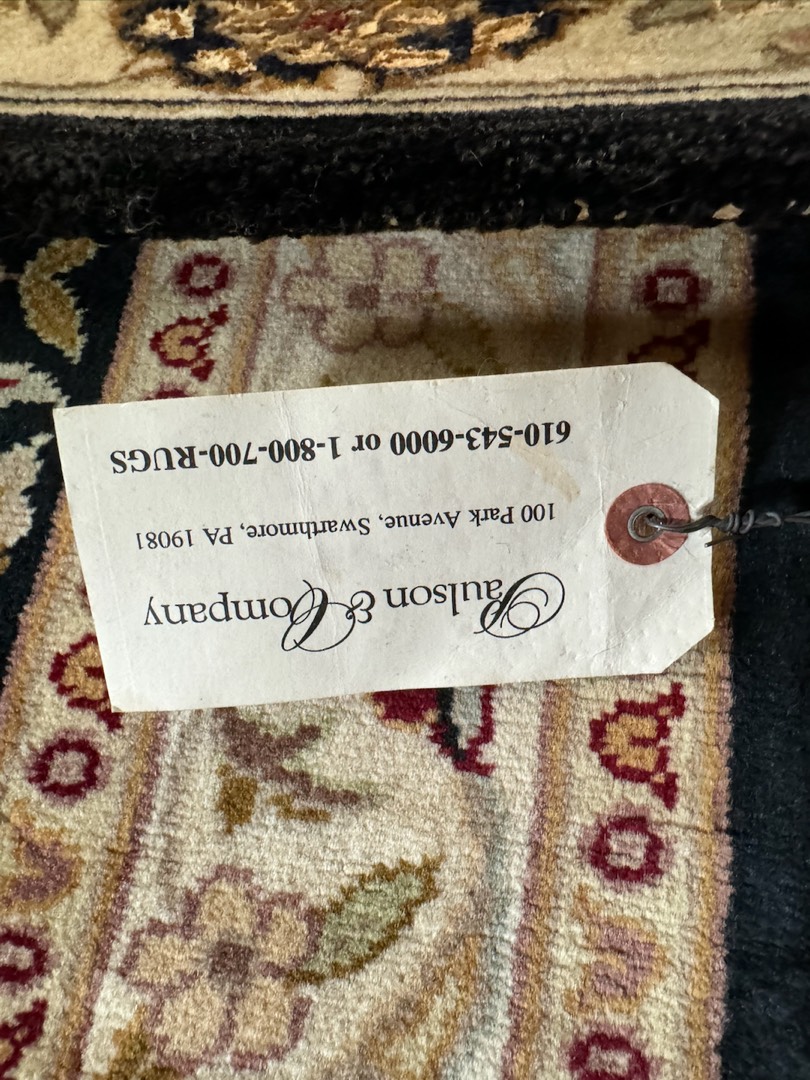 Paulson & Company
100 Park Avenue, Swarthmore, PA 19081
610-543-6000 or 1-800-700-RUGS